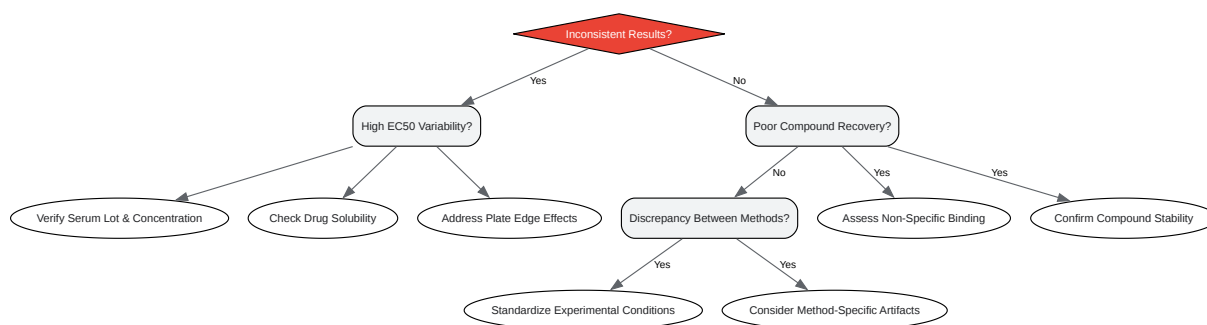 Inconsistent Results?
Yes
No
High EC50 Variability?
Poor Compound Recovery?
No
Yes
Yes
Verify Serum Lot & Concentration
Check Drug Solubility
Address Plate Edge Effects
Discrepancy Between Methods?
Assess Non-Specific Binding
Confirm Compound Stability
Yes
Yes
Standardize Experimental Conditions
Consider Method-Specific Artifacts